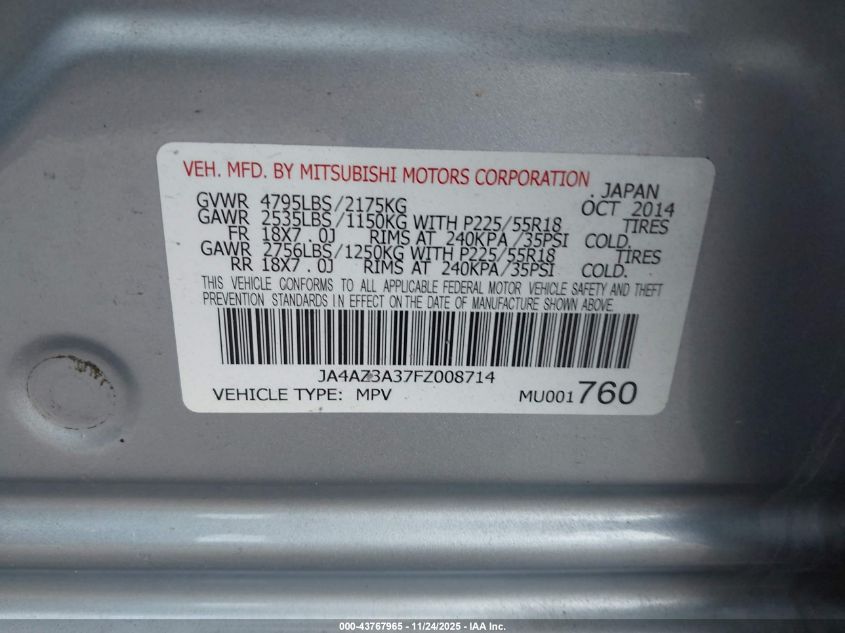 VEH. MFD. BY MITSUBISHI MOTORS CORPORATION
. JAPAN
GVWR 4795LBS/2175KG OCT 2014
GAWR 2535LBS/1150KG WITH P225/55R18 TIRES
FR 18X7 . 0J RIMS AT 240KPA/35PSI COLD.
GAWR 2756LBS/1250KG WITH P225/55R18 TIRES
RR 18X7 . 0J RIMS AT 240KPA/35PSI COLD.
THIS VEHICLE CONFORMS TO ALL APPLICABLE FEDERAL MOTOR VEHICLE SAFETY AND THEFT
PREVENTION STANDARDS IN EFFECT ON THE DATE OF MANUFACTURE SHOWN ABOVE.
JA4AZ3A37FZ008714
VEHICLE TYPE: MPV MU001760
000-43767965 - 11/24/2025 - IAA Inc.